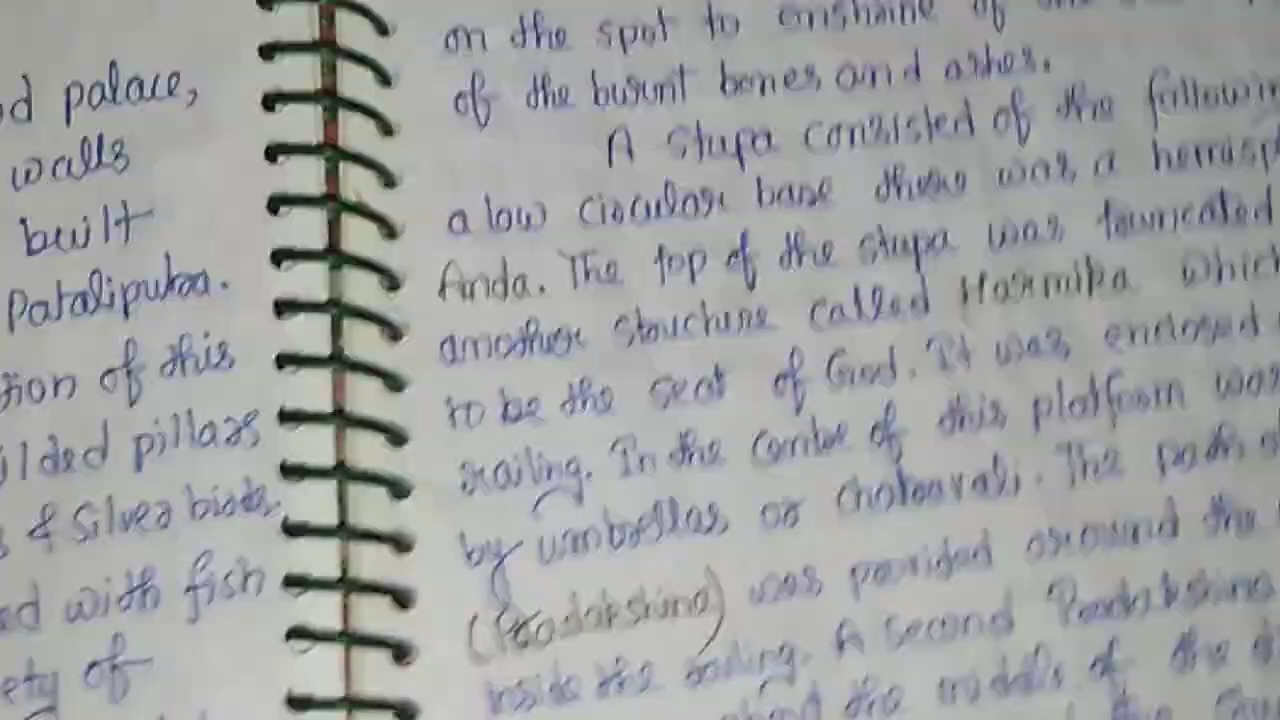 d palace,
walls
built
Pataliputra.
tion of this
ilded pillars
& Silver birds,
ed with fish
ety of
on the spot to enshrine of
of the burnt bones and ashes.
A stupa consisted of the followin
a low circular base there was a hemisp
Anda. The top of the stupa was truncated
another structure called Harmika which
to be the seat of God. It was enclosed
railing. In the centre of this platform was
by umbrellas or chatravali. The path
(Pradakshina) was provided around the
inside the railing. A second Pradakshina
the middle of the